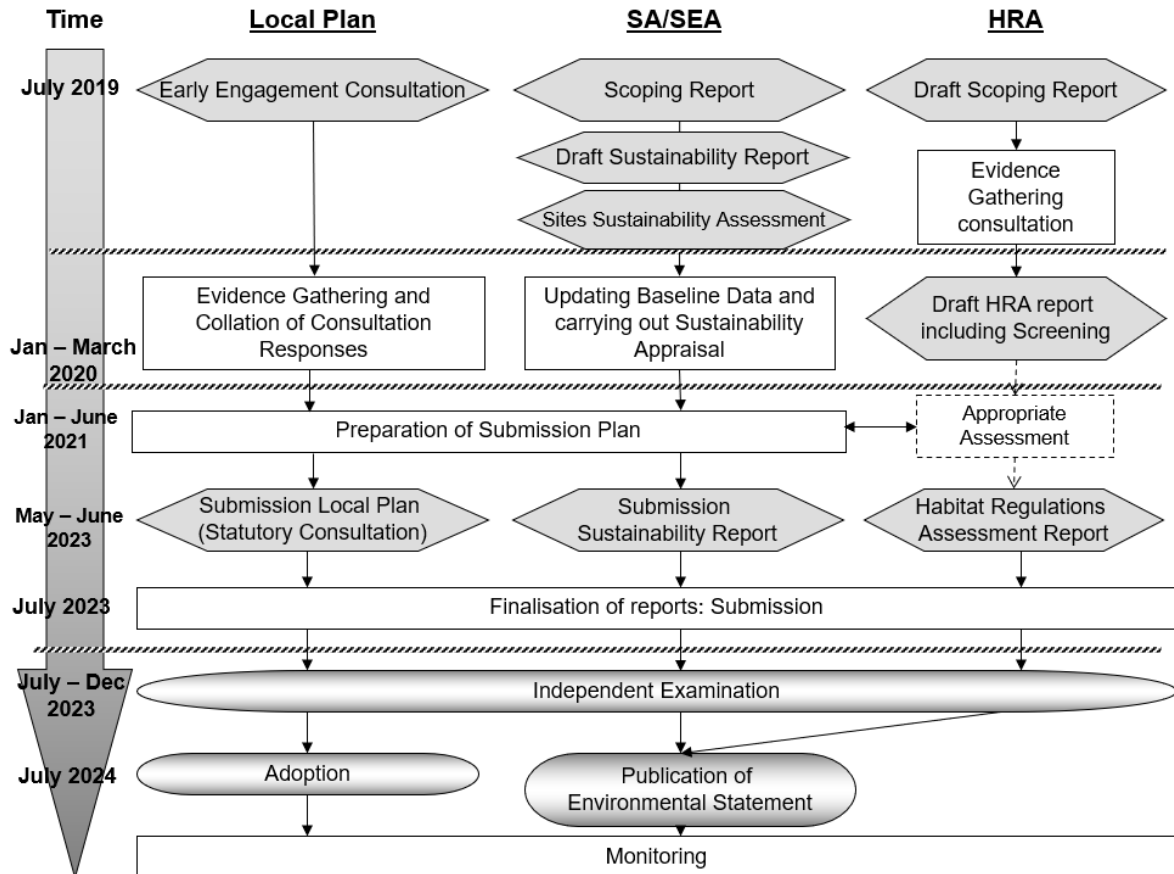 Time
Local Plan
SA/SEA
HRA
July 2019
Early Engagement Consultation
Scoping Report
Draft Scoping Report
Draft Sustainability Report
Evidence
Gathering
consultation
Sites Sustainability Assessment
Evidence Gathering and
Collation of Consultation
Responses
Updating Baseline Data and
carrying out Sustainability
Appraisal
Draft HRA report
including Screening
Jan – March
2020
Jan – June
2021
Preparation of Submission Plan
Appropriate
Assessment
May – June
2023
Submission Local Plan
(Statutory Consultation)
Submission
Sustainability Report
Habitat Regulations
Assessment Report
July 2023
Finalisation of reports: Submission
July – Dec
2023
Independent Examination
July 2024
Adoption
Publication of
Environmental Statement
Monitoring